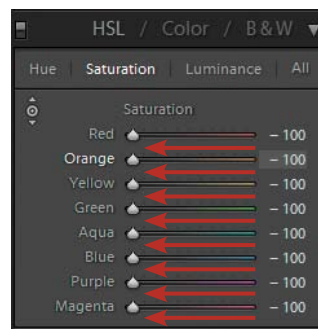 HSL / Color / B & W
Hue Saturation Luminance All
Saturation
Red – 100
Orange – 100
Yellow – 100
Green – 100
Aqua – 100
Blue – 100
Purple – 100
Magenta – 100